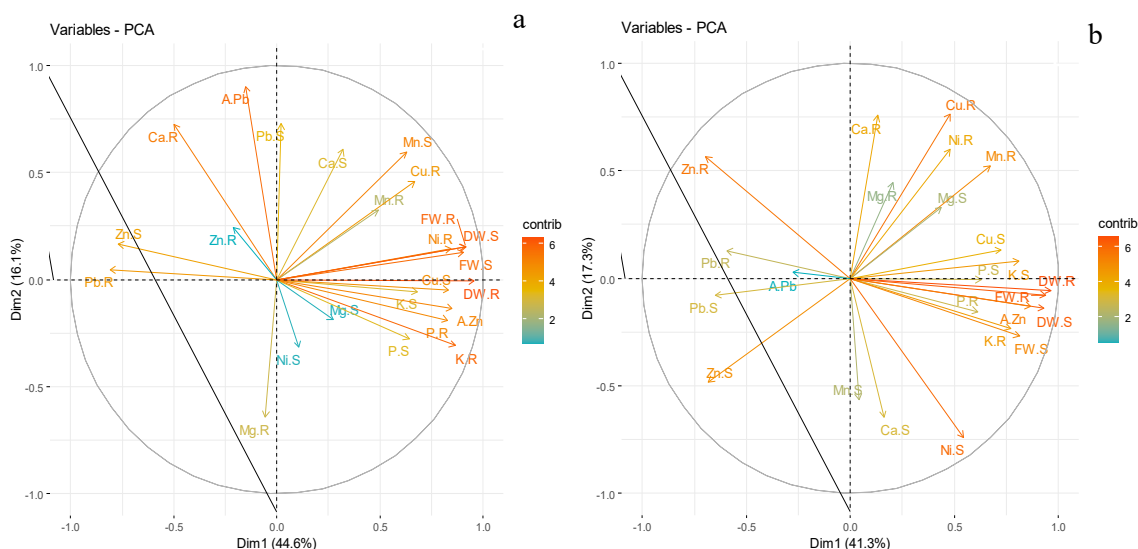 a
Variables - PCA
1.0
0.5
0.0
-0.5
-1.0
Dim2 (16.1%)
A.Pb
Ca.R
Pb.S
Ca.S
Mn.S
Cu.R
Mn.R
Zn.S
Zn.R
FW.R
Ni.R
DW.S
FW.S
Pb.R
Cu.S
DW.R
K.S
Mg.S
A.Zn
P.R
P.S
K.R
Ni.S
Mg.R
-1.0 -0.5 0.0 0.5 1.0
Dim1 (44.6%)
contrib
6
4
2
b
Variables - PCA
1.0
0.5
0.0
-0.5
-1.0
Dim2 (17.3%)
Cu.R
Ca.R
Ni.R
Mn.R
Zn.R
Mg.R
Mg.S
Cu.S
Pb.R
P.S
K.S
A.Pb
DW.R
FW.R
Pb.S
P.R
A.Zn
DW.S
K.R
FW.S
Zn.S
Mn.S
Ca.S
Ni.S
-1.0 -0.5 0.0 0.5 1.0
Dim1 (41.3%)
contrib
6
4
2